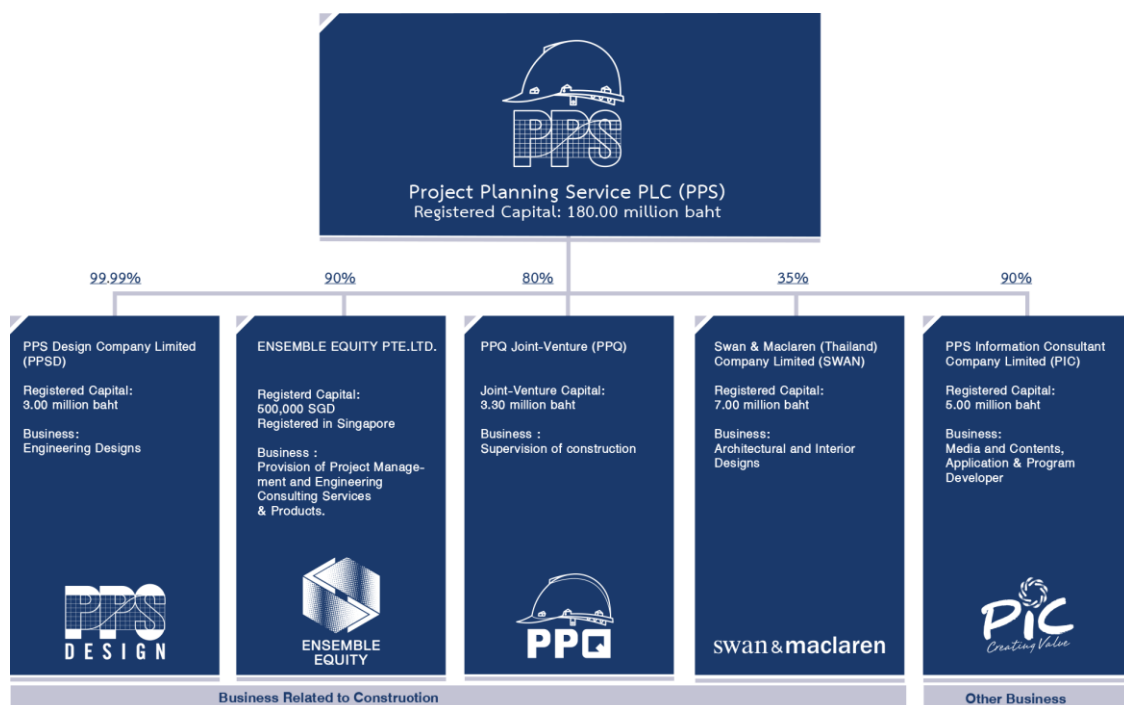 PPS
Project Planning Service PLC (PPS)
Registered Capital: 180.00 million baht
99.99%
90%
80%
35%
90%
PPS Design Company Limited
(PPSD)
Registered Capital:
3.00 million baht
Business:
Engineering Designs
PPS
DESIGN
ENSEMBLE EQUITY PTE.LTD.
Registerd Capital:
500,000 SGD
Registered in Singapore
Business :
Provision of Project Manage-
ment and Engineering
Consulting Services
& Products.
ENSEMBLE
EQUITY
PPQ Joint-Venture (PPQ)
Joint-Venture Capital:
3.30 million baht
Business :
Supervision of construction
PPQ
Swan & Maclaren (Thailand)
Company Limited (SWAN)
Registered Capital:
7.00 million baht
Business:
Architectural and Interior
Designs
swan & maclaren
PPS Information Consultant
Company Limited (PIC)
Registered Capital:
5.00 million baht
Business:
Media and Contents,
Application & Program
Developer
PiC
Creating Value
Business Related to Construction
Other Business